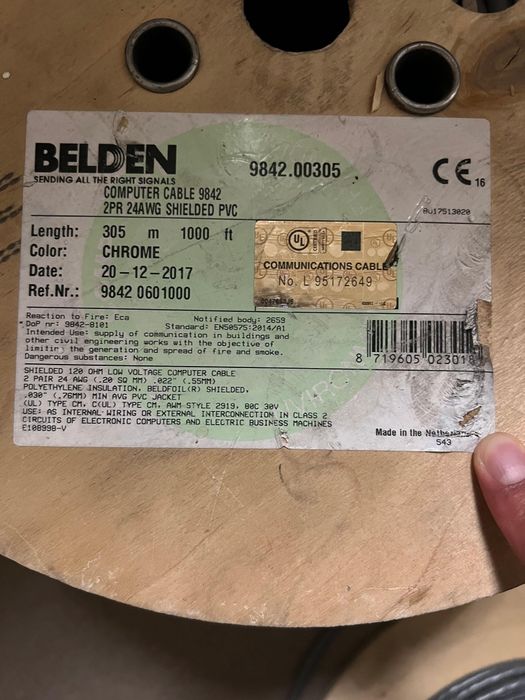 BELDEN
SENDING ALL THE RIGHT SIGNALS
9842.00305
CE 16
COMPUTER CABLE 9842
2PR 24AWG SHIELDED PVC
BU17513020
Length: 305 m 1000 ft
Color: CHROME
Date: 20-12-2017
Ref.Nr.: 9842 0601000
UL
COMMUNICATIONS CABLE
No. L 95172649
Reaction to Fire: Eca Notified body: 2659
DoP nr: 9842-8101 Standard: EN50575:2014/A1
Intended Use: supply of communication in buildings and
other civil engineering works with the objective of
limiting the generation and spread of fire and smoke.
Dangerous substances: None
8 719605 02301
SHIELDED 120 OHM LOW VOLTAGE COMPUTER CABLE
2 PAIR 24 AWG (.20 SQ MM) .022" (.55MM)
POLYETHYLENE INSULATION, BELDFOIL(R) SHIELDED,
.030" (.76MM) MIN AVG PVC JACKET
(UL) TYPE CM, C(UL) TYPE CM, AWM STYLE 2919, 80C 30V
USE: AS INTERNAL WIRING OR EXTERNAL INTERCONNECTION IN CLASS 2
CIRCUITS OF ELECTRONIC COMPUTERS AND ELECTRIC BUSINESS MACHINES
E108998-V
Made in the Netherlands
543